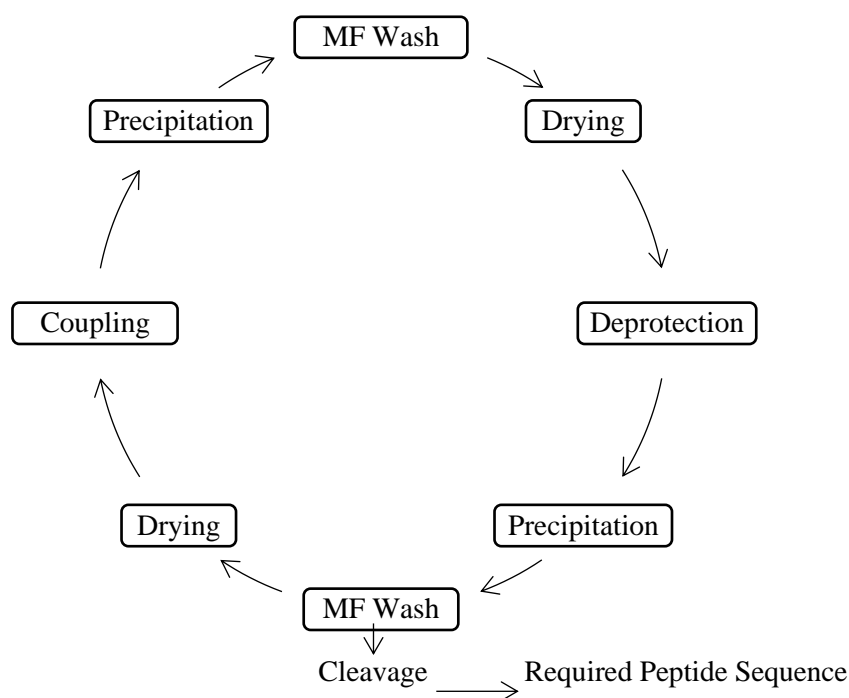 MF Wash
Precipitation
Drying
Coupling
Deprotection
Drying
Precipitation
MF Wash
Cleavage
Required Peptide Sequence